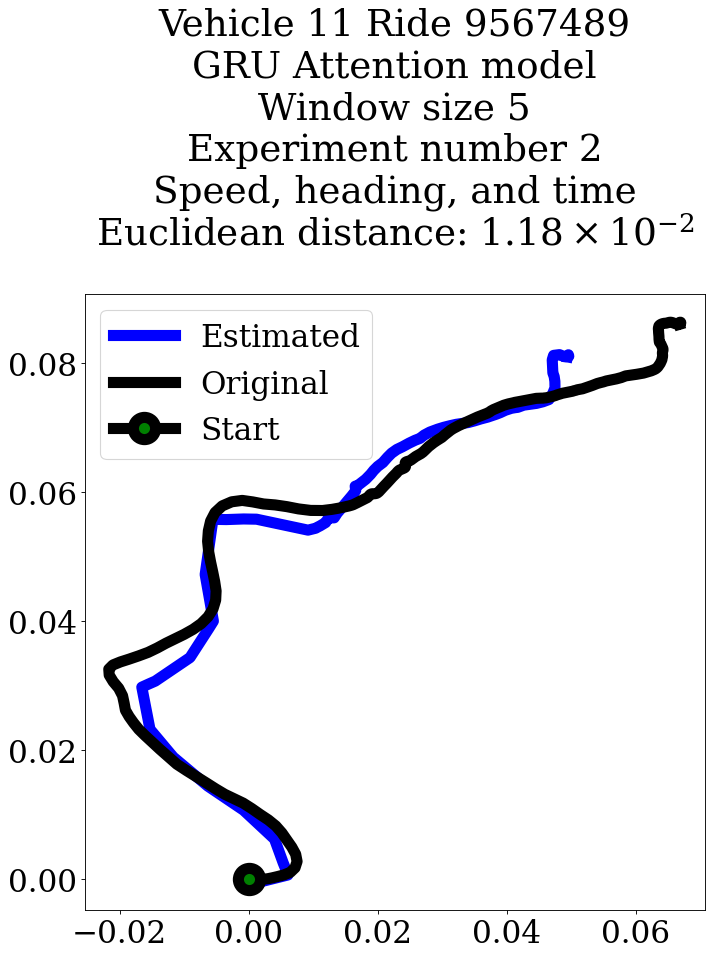 Vehicle 11 Ride 9567489
GRU Attention model
Window size 5
Experiment number 2
Speed, heading, and time
Euclidean distance: 1.18 × 10⁻²
Estimated
Original
Start
0.08
0.06
0.04
0.02
0.00
−0.02 0.00 0.02 0.04 0.06